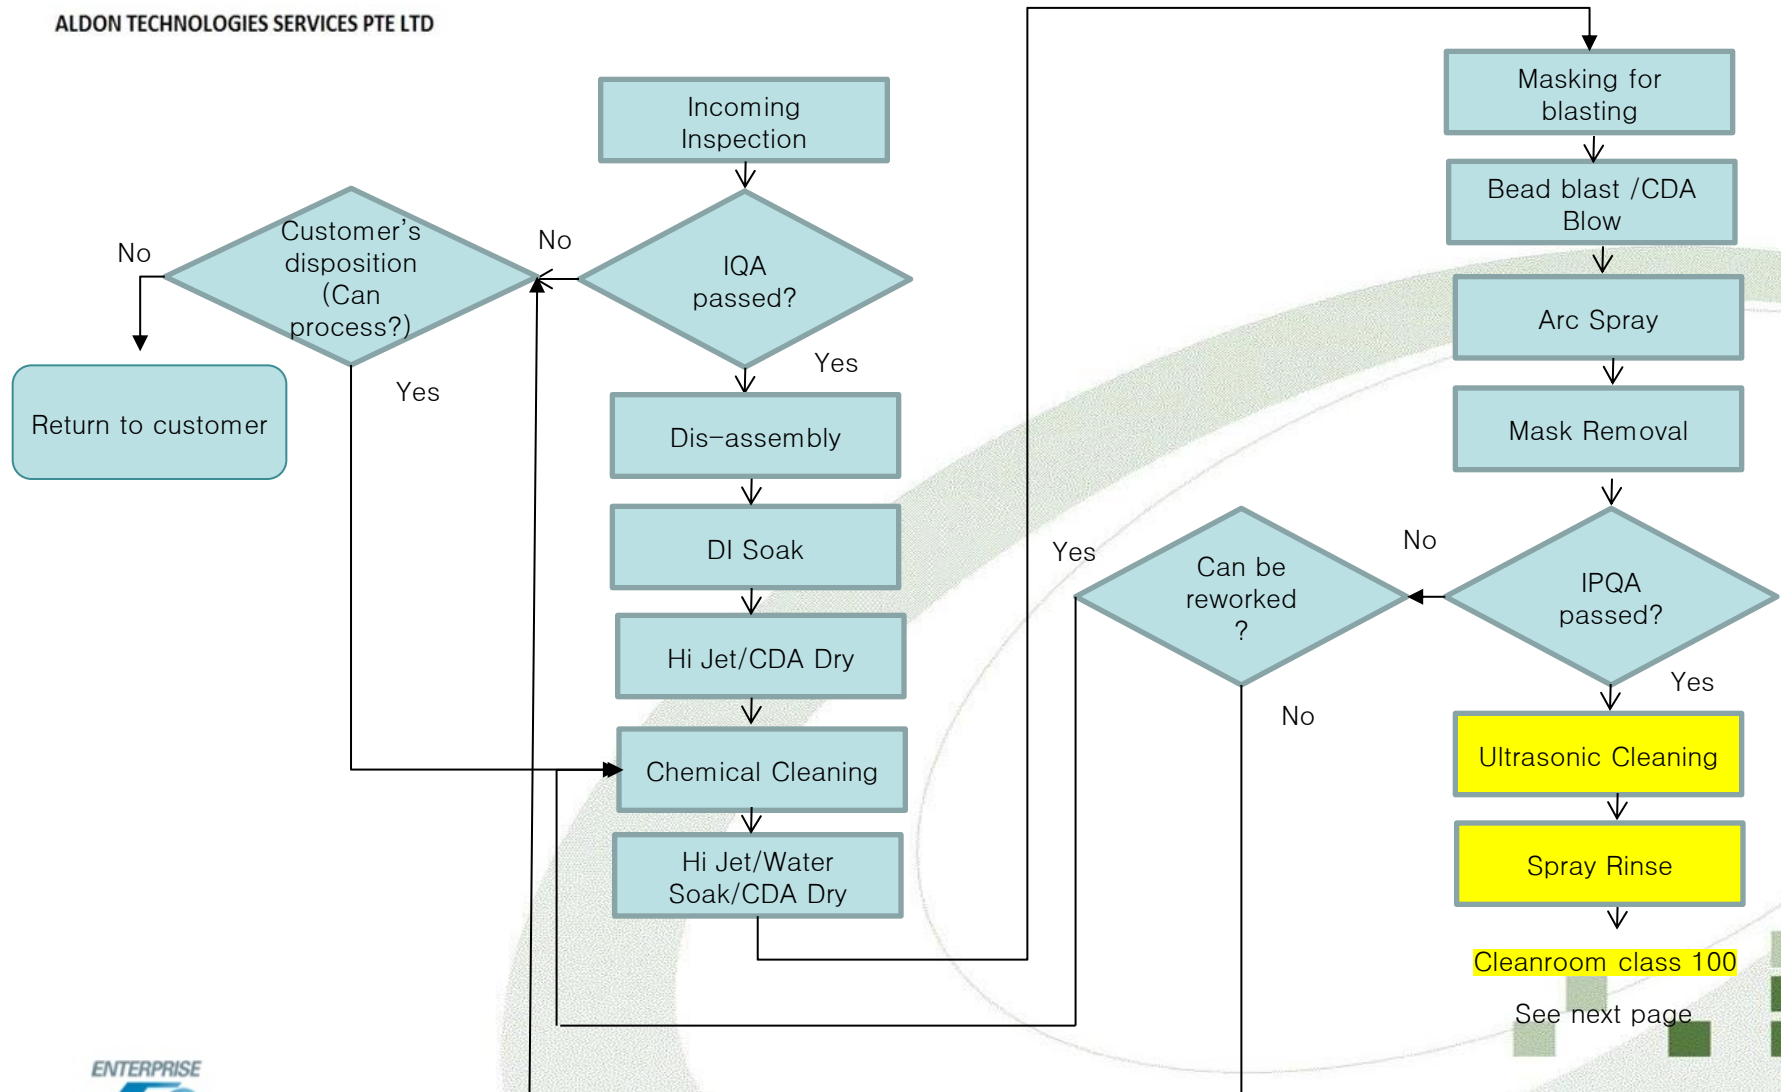 ALDON TECHNOLOGIES SERVICES PTE LTD
Incoming
Inspection
IQA
passed?
No
Yes
Customer's
disposition
(Can
process?)
No
Yes
Return to customer
Dis-assembly
DI Soak
Hi Jet/CDA Dry
Chemical Cleaning
Hi Jet/Water
Soak/CDA Dry
Masking for
blasting
Bead blast /CDA
Blow
Arc Spray
Mask Removal
IPQA
passed?
No
Yes
Can be
reworked
?
Yes
No
Ultrasonic Cleaning
Spray Rinse
Cleanroom class 100
See next page
ENTERPRISE